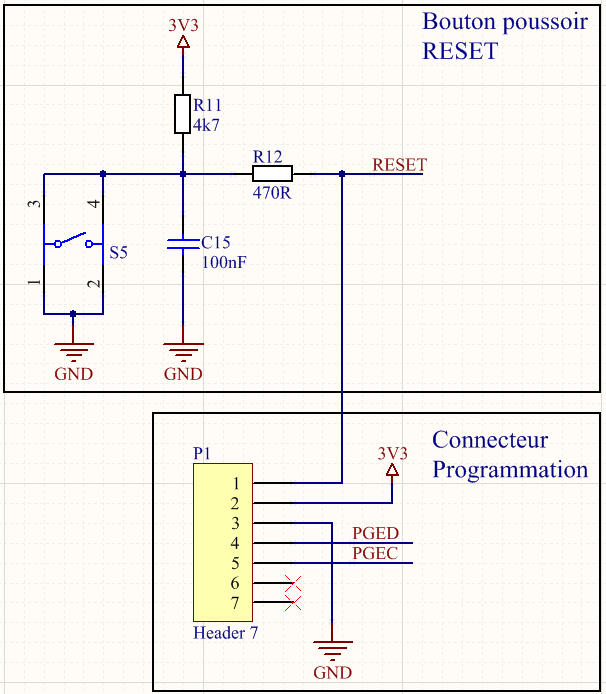 Bouton poussoir
RESET
3V3
R11
4k7
R12
RESET
470R
3
4
C15
S5
100nF
1
2
GND
GND
Connecteur
Programmation
P1
3V3
1
2
3
PGED
4
PGEC
5
6
7
Header 7
GND